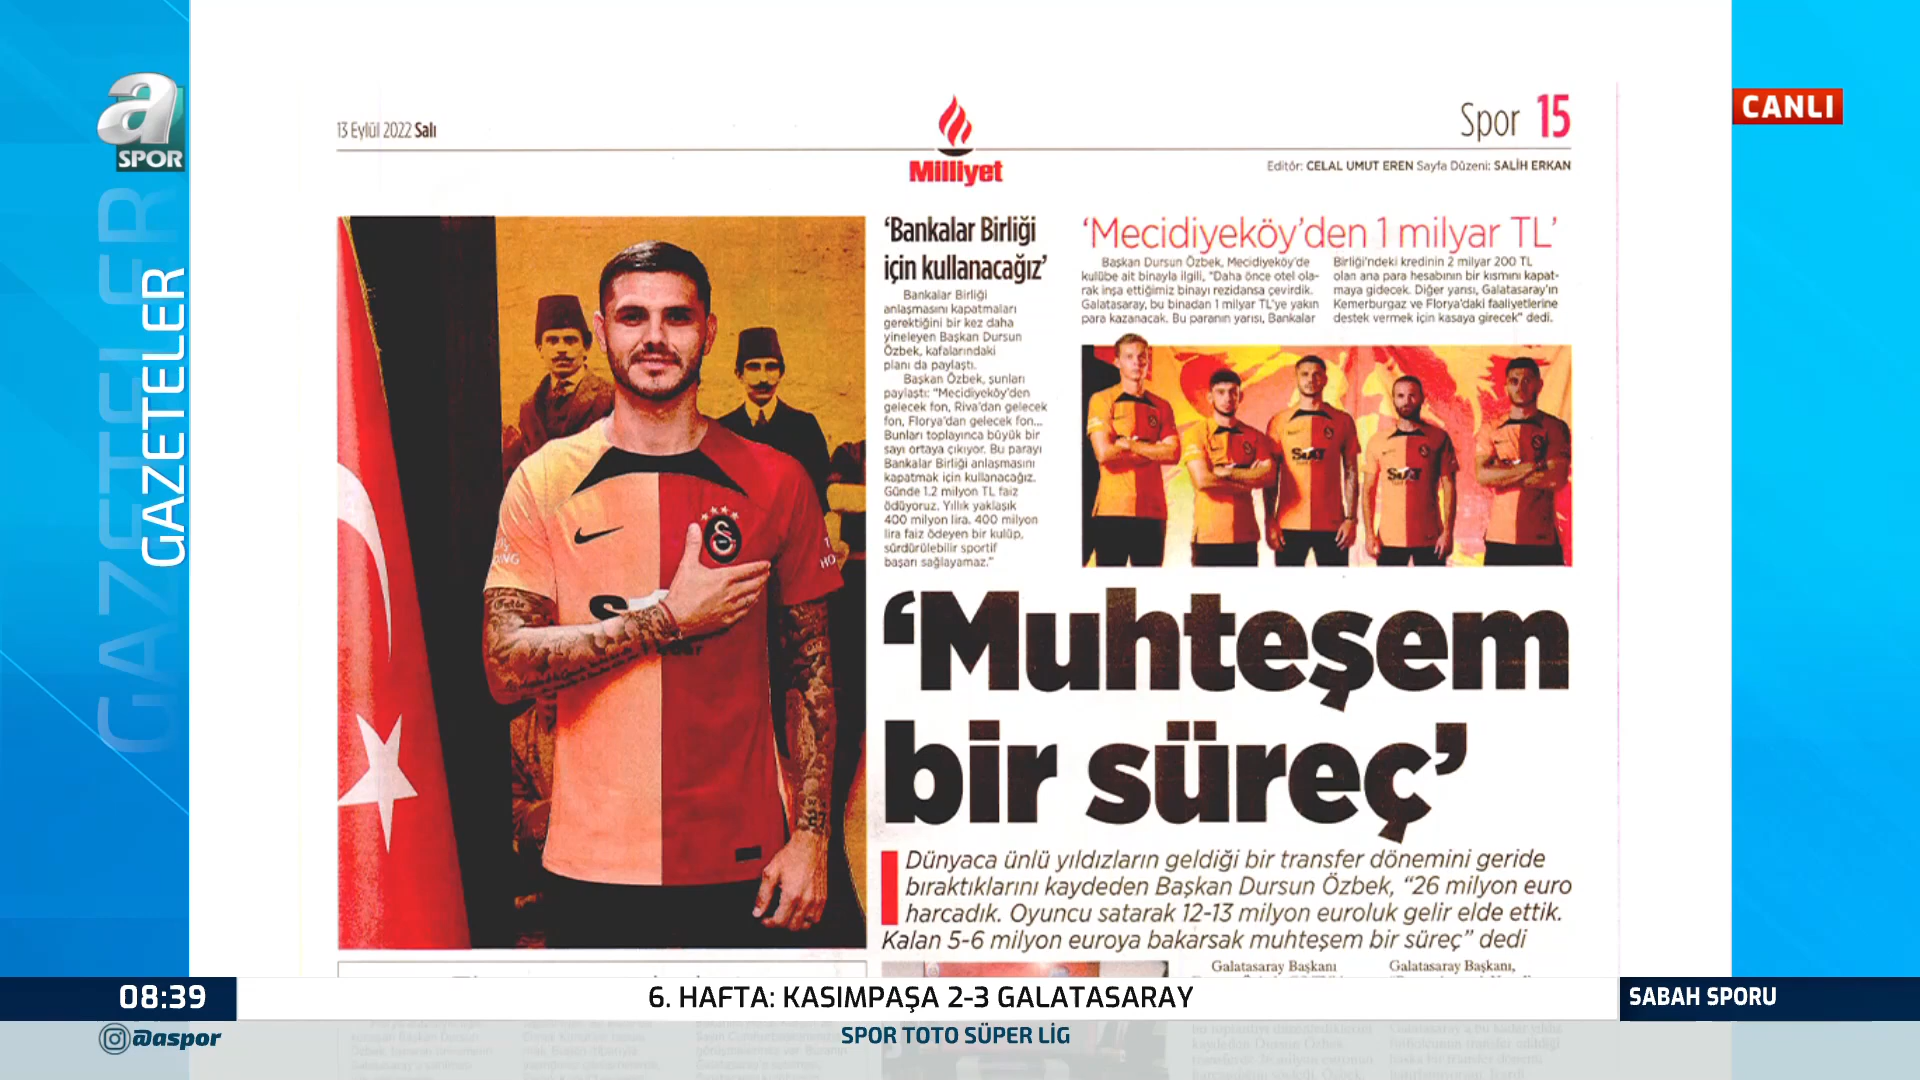 a
SPOR
GAZETELER
GAZETELER
CANLI
13 Eylül 2022 Salı
Milliyet
Spor 15
Editör: CELAL UMUT EREN Sayfa Düzeni: SALİH ERKAN
‘Bankalar Birliği
için kullanacağız’
Bankalar Birliği
anlaşmasını kapatmaları
gerektiğini bir kez daha
yineleyen Başkan Dursun
Özbek, kafalarındaki
planı da paylaştı.
Başkan Özbek, şunları
paylaştı: “Mecidiyeköy’den
gelecek fon, Riva’dan gelecek
fon, Florya’dan gelecek fon...
Bunları toplayınca büyük bir
sayı ortaya çıkıyor. Bu parayı
Bankalar Birliği anlaşmasını
kapatmak için kullanacağız.
Günde 1.2 milyon TL faiz
ödüyoruz. Yıllık yaklaşık
400 milyon lira. 400 milyon
lira faiz ödeyen bir kulüp,
sürdürülebilir sportif
başarı sağlayamaz.”
‘Mecidiyeköy’den 1 milyar TL’
Başkan Dursun Özbek, Mecidiyeköy’de
kulübe ait binayla ilgili, “Daha önce otel ola-
rak inşa ettiğimiz binayı rezidansa çevirdik.
Galatasaray, bu binadan 1 milyar TL’ye yakın
para kazanacak. Bu paranın yarısı, Bankalar
Birliği’ndeki kredinin 2 milyar 200 TL
olan ana para hesabının bir kısmını kapat-
maya gidecek. Diğer yarısı, Galatasaray’ın
Kemerburgaz ve Florya’daki faaliyetlerine
destek vermek için kasaya girecek” dedi.
‘Muhteşem
bir süreç’
Dünyaca ünlü yıldızların geldiği bir transfer dönemini geride
bıraktıklarını kaydeden Başkan Dursun Özbek, “26 milyon euro
harcadık. Oyuncu satarak 12-13 milyon euroluk gelir elde ettik.
Kalan 5-6 milyon euroya bakarsak muhteşem bir süreç” dedi
Galatasaray Başkanı
Galatasaray Başkanı,
08:39
6. HAFTA: KASIMPAŞA 2-3 GALATASARAY
SABAH SPORU
@aspor
SPOR TOTO SÜPER LİG